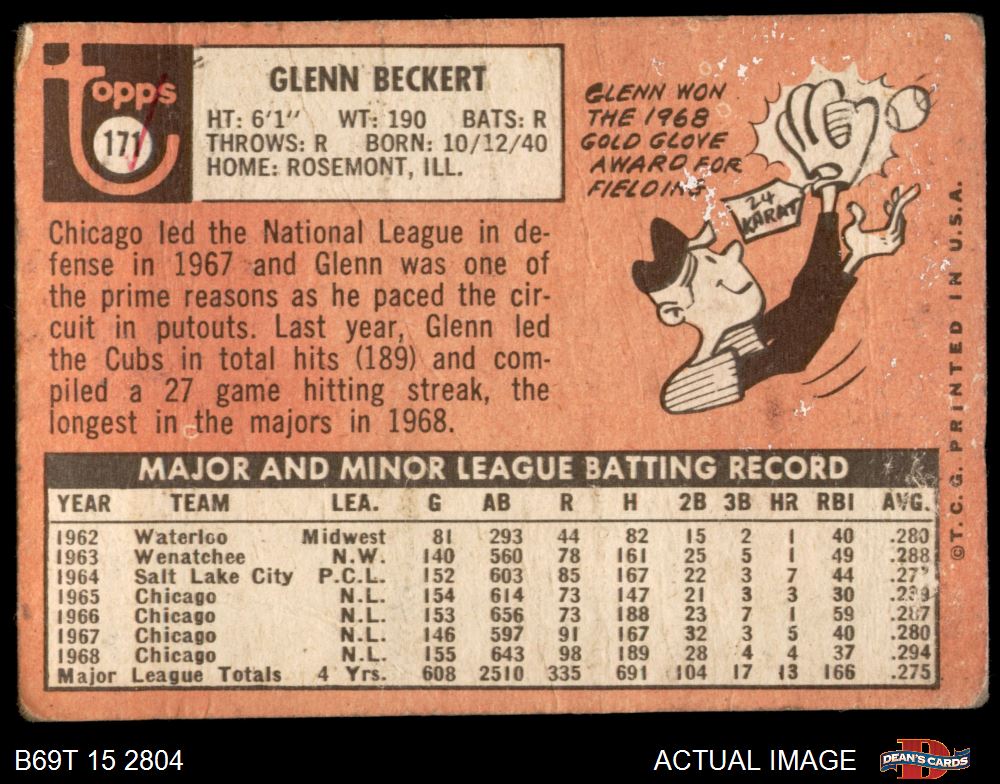 Topps
171
GLENN BECKERT
HT: 6'1" WT: 190 BATS: R
THROWS: R BORN: 10/12/40
HOME: ROSEMONT, ILL.
GLENN WON
THE 1968
GOLD GLOVE
AWARD FOR
FIELDING
24
KARAT
Chicago led the National League in de-
fense in 1967 and Glenn was one of
the prime reasons as he paced the cir-
cuit in putouts. Last year, Glenn led
the Cubs in total hits (189) and com-
piled a 27 game hitting streak, the
longest in the majors in 1968.
MAJOR AND MINOR LEAGUE BATTING RECORD
YEAR TEAM LEA. G AB R H 2B 3B HR RBI AVG.
1962 Waterloo Midwest 81 293 44 82 15 2 1 40 .280
1963 Wenatchee N.W. 140 560 78 161 25 5 1 49 .288
1964 Salt Lake City P.C.L. 152 603 85 167 22 3 7 44
1965 Chicago N.L. 154 614 73 147 21 3 3 30 .239
1966 Chicago N.L. 153 656 73 188 23 7 1 59 .287
1967 Chicago N.L. 146 597 91 167 32 3 5 40 .280
1968 Chicago N.L. 155 643 98 189 28 4 4 37 .294
Major League Totals 4 Yrs. 608 2510 335 691 104 17 13 166 .275
©T.C.G. PRINTED IN U.S.A.
B69T 15 2804
ACTUAL IMAGE
D
DEAN'S CARDS